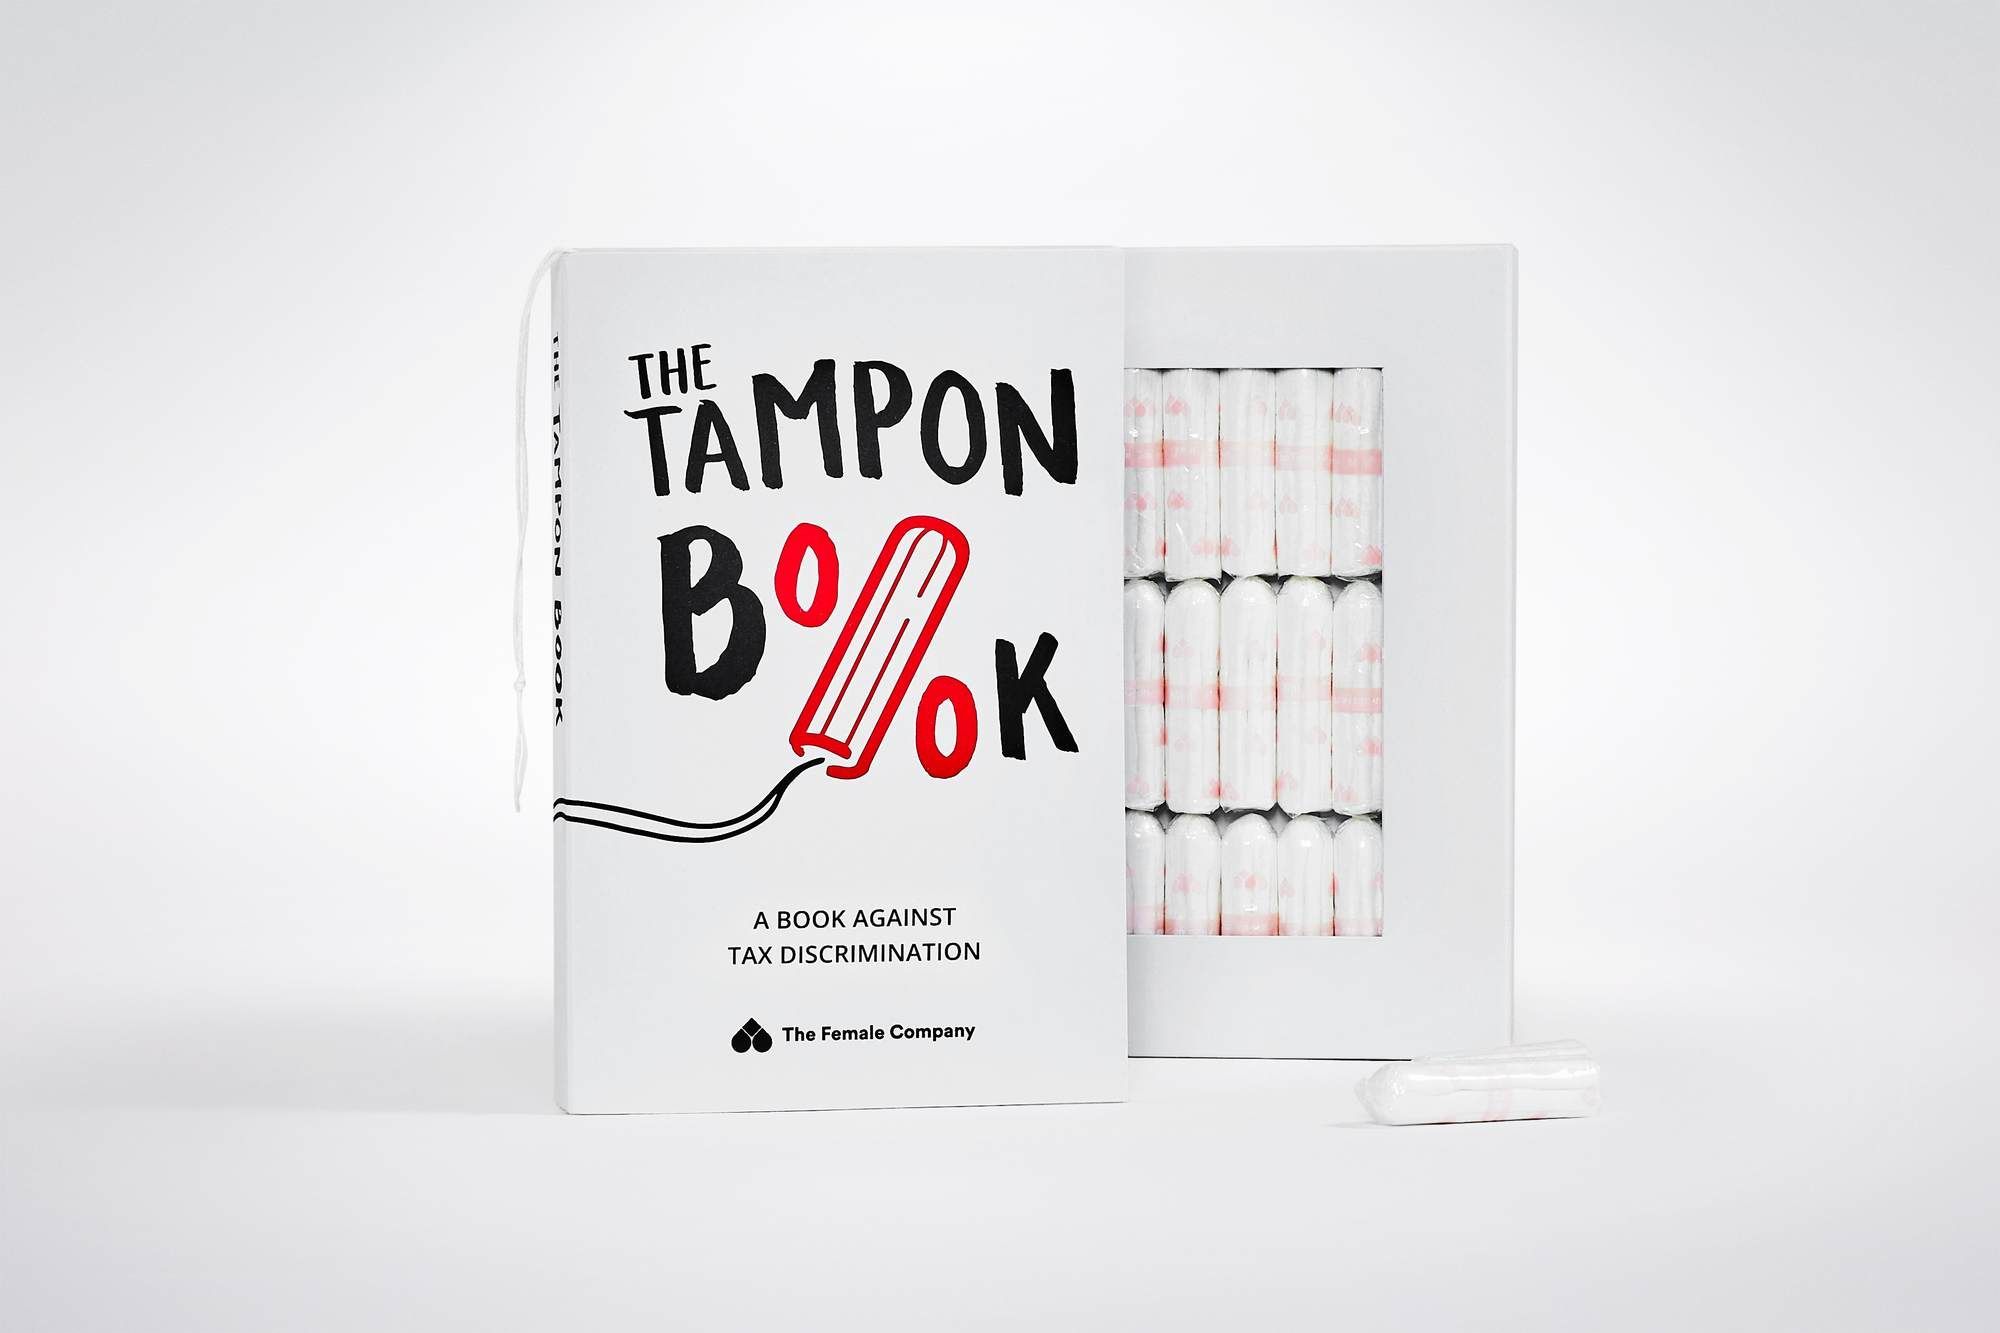 THE
TAMPON
BOOK
A BOOK AGAINST
TAX DISCRIMINATION
The Female Company
THE TAMPON BOOK